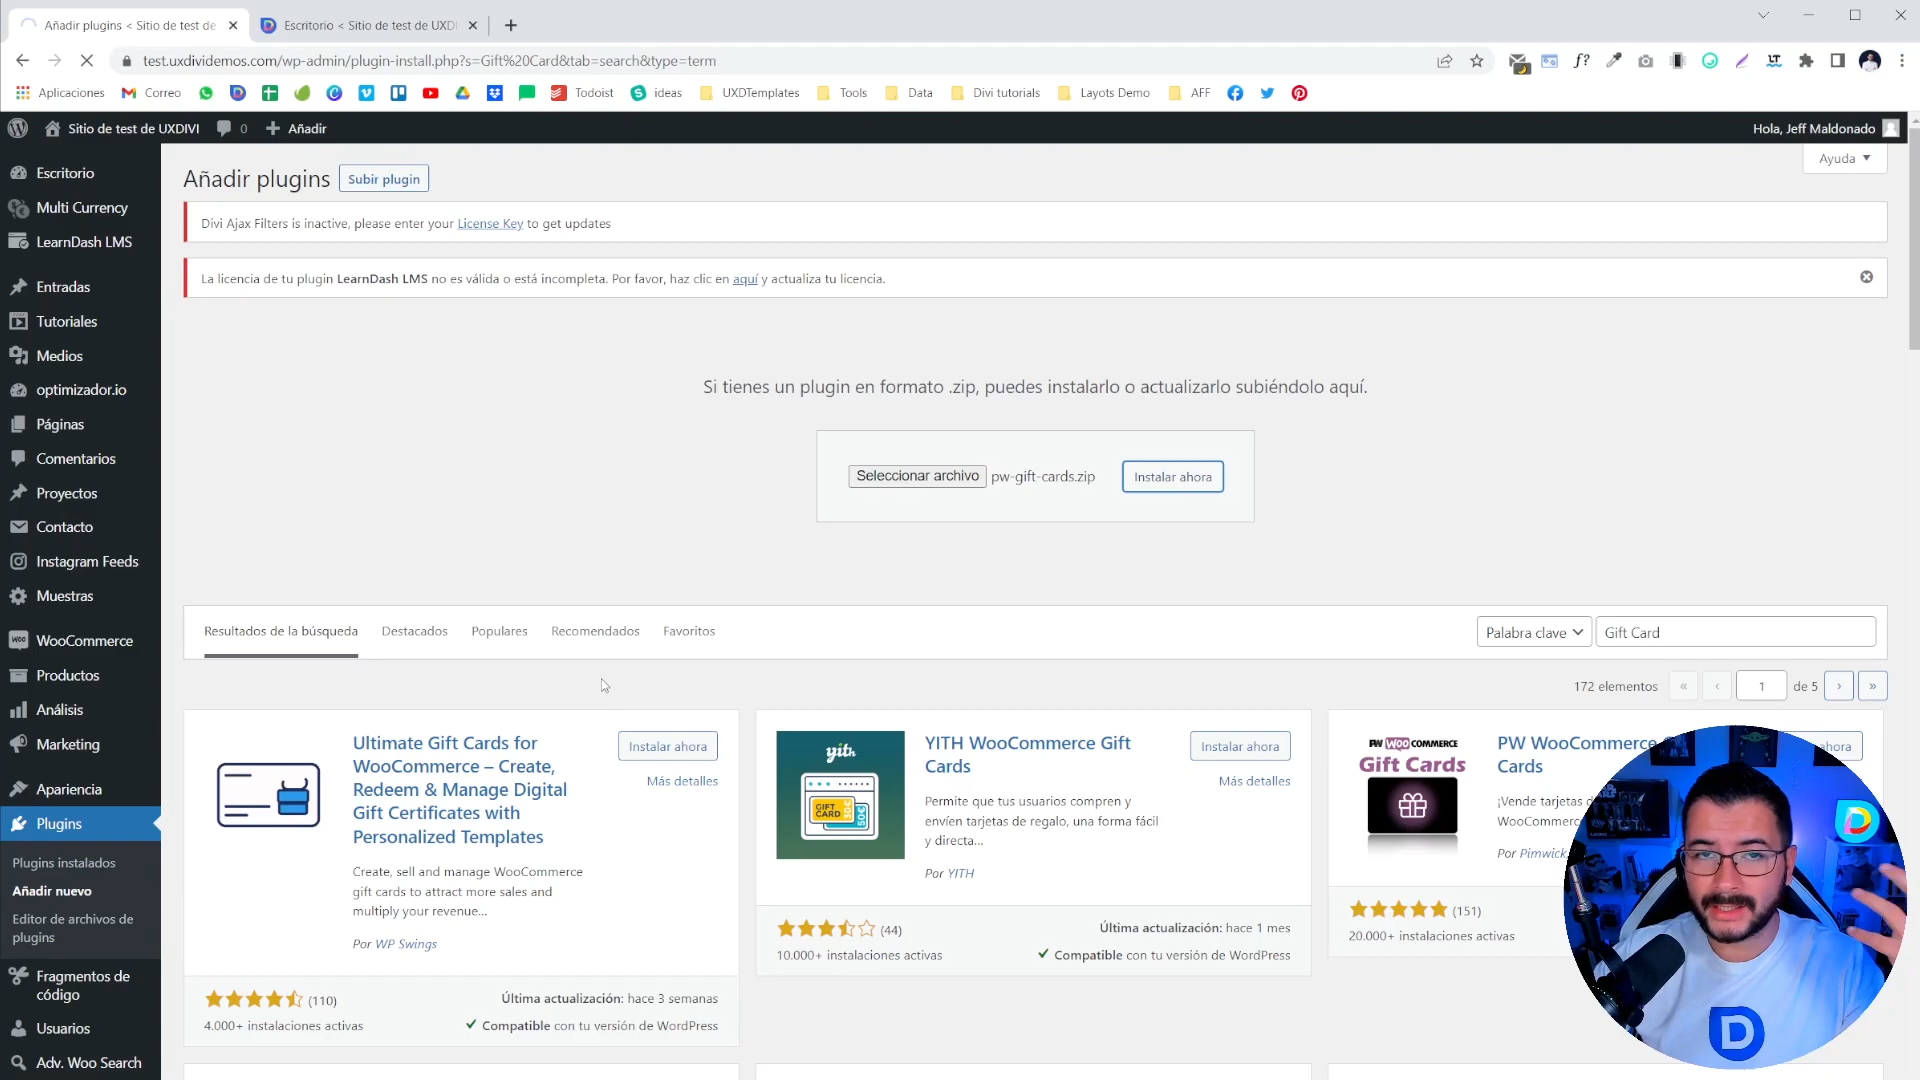 Añadir plugins < Sitio de test de
Escritorio < Sitio de test de UXDI
test.uxdividemos.com/wp-admin/plugin-install.php?s=Gift%20Card&tab=search&type=term
Aplicaciones
Correo
Todoist
ideas
UXDTemplates
Tools
Data
Divi tutorials
Layots Demo
AFF
Sitio de test de UXDIVI
0
Añadir
Hola, Jeff Maldonado
Escritorio
Multi Currency
LearnDash LMS
Entradas
Tutoriales
Medios
optimizador.io
Páginas
Comentarios
Proyectos
Contacto
Instagram Feeds
Muestras
WooCommerce
Productos
Análisis
Marketing
Apariencia
Plugins
Plugins instalados
Añadir nuevo
Editor de archivos de
plugins
Fragmentos de
código
Usuarios
Adv. Woo Search
Ayuda
Añadir plugins
Subir plugin
Divi Ajax Filters is inactive, please enter your License Key to get updates
La licencia de tu plugin LearnDash LMS no es válida o está incompleta. Por favor, haz clic en aquí y actualiza tu licencia.
Si tienes un plugin en formato .zip, puedes instalarlo o actualizarlo subiéndolo aquí.
Seleccionar archivo pw-gift-cards.zip
Instalar ahora
Resultados de la búsqueda
Destacados
Populares
Recomendados
Favoritos
Palabra clave
Gift Card
172 elementos
«
‹
1
de 5
›
»
Ultimate Gift Cards for
WooCommerce – Create,
Redeem & Manage Digital
Gift Certificates with
Personalized Templates
Instalar ahora
Más detalles
Create, sell and manage WooCommerce
gift cards to attract more sales and
multiply your revenue...
Por WP Swings
(110)
4.000+ instalaciones activas
Última actualización: hace 3 semanas
Compatible con tu versión de WordPress
yith
GIFT
CARD
50€
YITH WooCommerce Gift
Cards
Instalar ahora
Más detalles
Permite que tus usuarios compren y
envíen tarjetas de regalo, una forma fácil
y directa...
Por YITH
(44)
10.000+ instalaciones activas
Última actualización: hace 1 mes
Compatible con tu versión de WordPress
PW WOO COMMERCE
Gift Cards
PW WooCommerce
Cards
ahora
¡Vende tarjetas d
WooCommerc
Por Pimwick,
(151)
20.000+ instalaciones activas
D
D